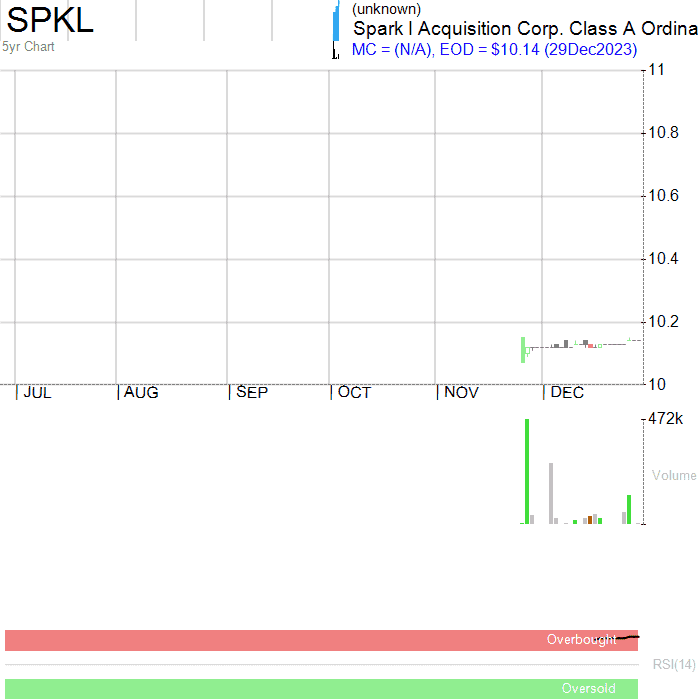 SPKL
(unknown)
Spark I Acquisition Corp. Class A Ordina
5yr Chart
MC = (N/A), EOD = $10.14 (29Dec2023)
11
10.8
10.6
10.4
10.2
10
JUL AUG SEP OCT NOV DEC
472k
Volume
Overbought
RSI(14)
Oversold